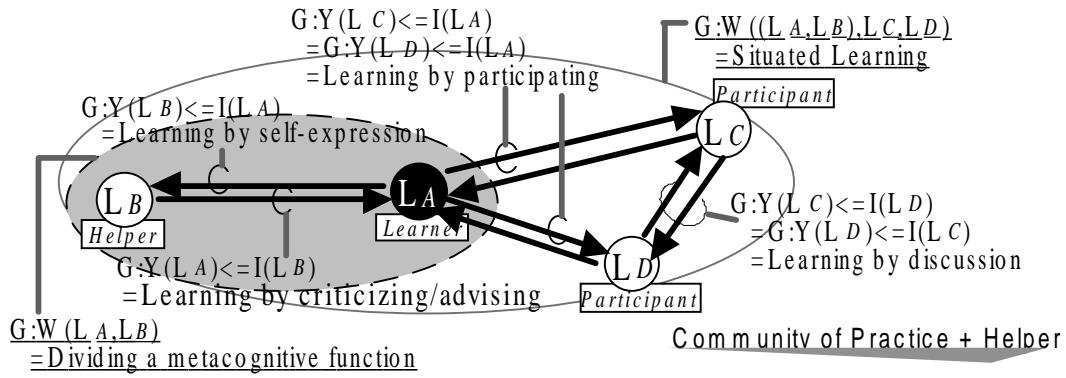 G:Y(L C)<=I(L A)
=G:Y(L D)<=I(L A)
=Learning by participating
G:W((L A,L B),L C,L D)
=Situated Learning
Participant
G:Y(L B)<=I(L A)
=Learning by self-expression
L C
L B
Helper
L A
Learner
G:Y(L C)<=I(L D)
=G:Y(L D)<=I(L C)
=Learning by discussion
L D
Participant
G:Y(L A)<=I(L B)
=Learning by criticizing/advising
G:W(L A,L B)
=Dividing a metacognitive function
Community of Practice + Helper